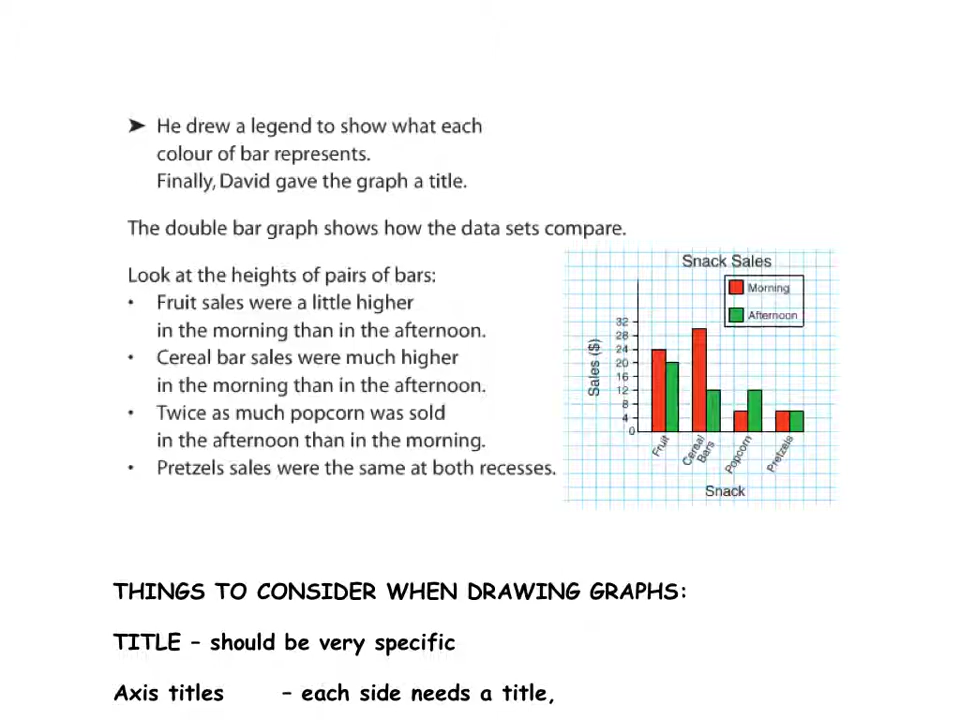 ➤ He drew a legend to show what each
colour of bar represents.
Finally, David gave the graph a title.
The double bar graph shows how the data sets compare.
Look at the heights of pairs of bars:
• Fruit sales were a little higher
in the morning than in the afternoon.
• Cereal bar sales were much higher
in the morning than in the afternoon.
• Twice as much popcorn was sold
in the afternoon than in the morning.
• Pretzels sales were the same at both recesses.
Snack Sales
Morning
Afternoon
Sales ($)
32
28
24
20
16
12
8
4
0
Fruit
Cereal
Bars
Popcorn
Pretzels
Snack
THINGS TO CONSIDER WHEN DRAWING GRAPHS:
TITLE – should be very specific
Axis titles – each side needs a title,